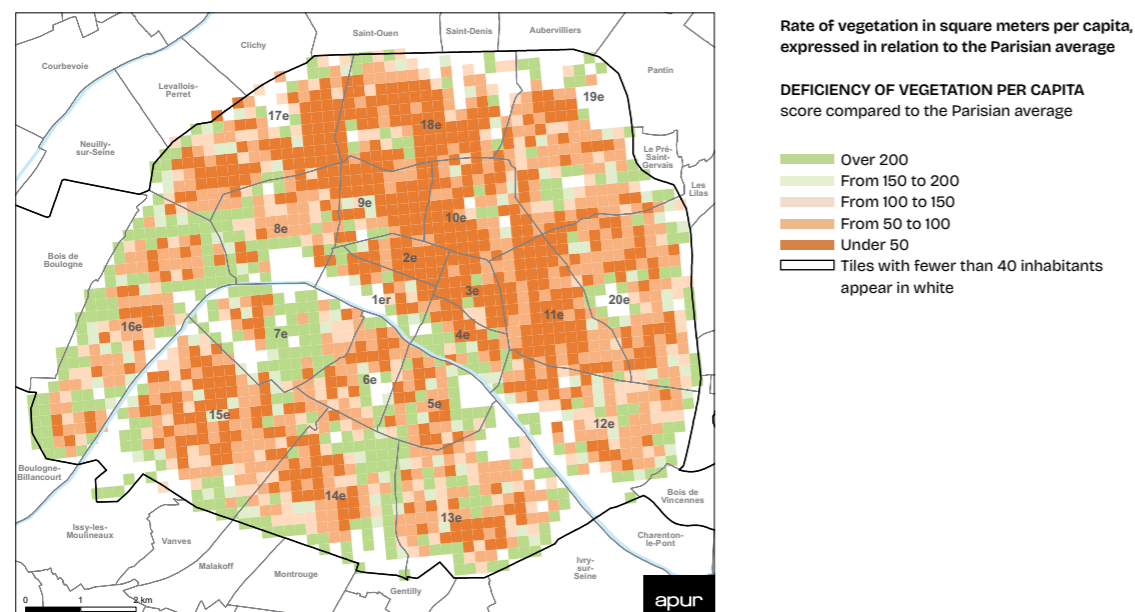 Saint-Ouen
Saint-Denis
Aubervilliers
Clichy
Courbevoie
Pantin
Levallois-
Perret
19e
17e
18e
Neuilly-
sur-Seine
Le Pré-
Saint-
Gervais
Les
Lilas
9e
10e
8e
Bois de
Boulogne
2e
3e
1er
20e
11e
16e
7e
4e
6e
5e
15e
12e
Boulogne-
Billancourt
14e
13e
Bois de
Vincennes
Issy-les-
Moulineaux
Vanves
Charenton-
le-Pont
Malakoff
Montrouge
Ivry-
sur-
Seine
Gentilly
0 1 2 km
apur
Rate of vegetation in square meters per capita,
expressed in relation to the Parisian average
DEFICIENCY OF VEGETATION PER CAPITA
score compared to the Parisian average
Over 200
From 150 to 200
From 100 to 150
From 50 to 100
Under 50
Tiles with fewer than 40 inhabitants
appear in white